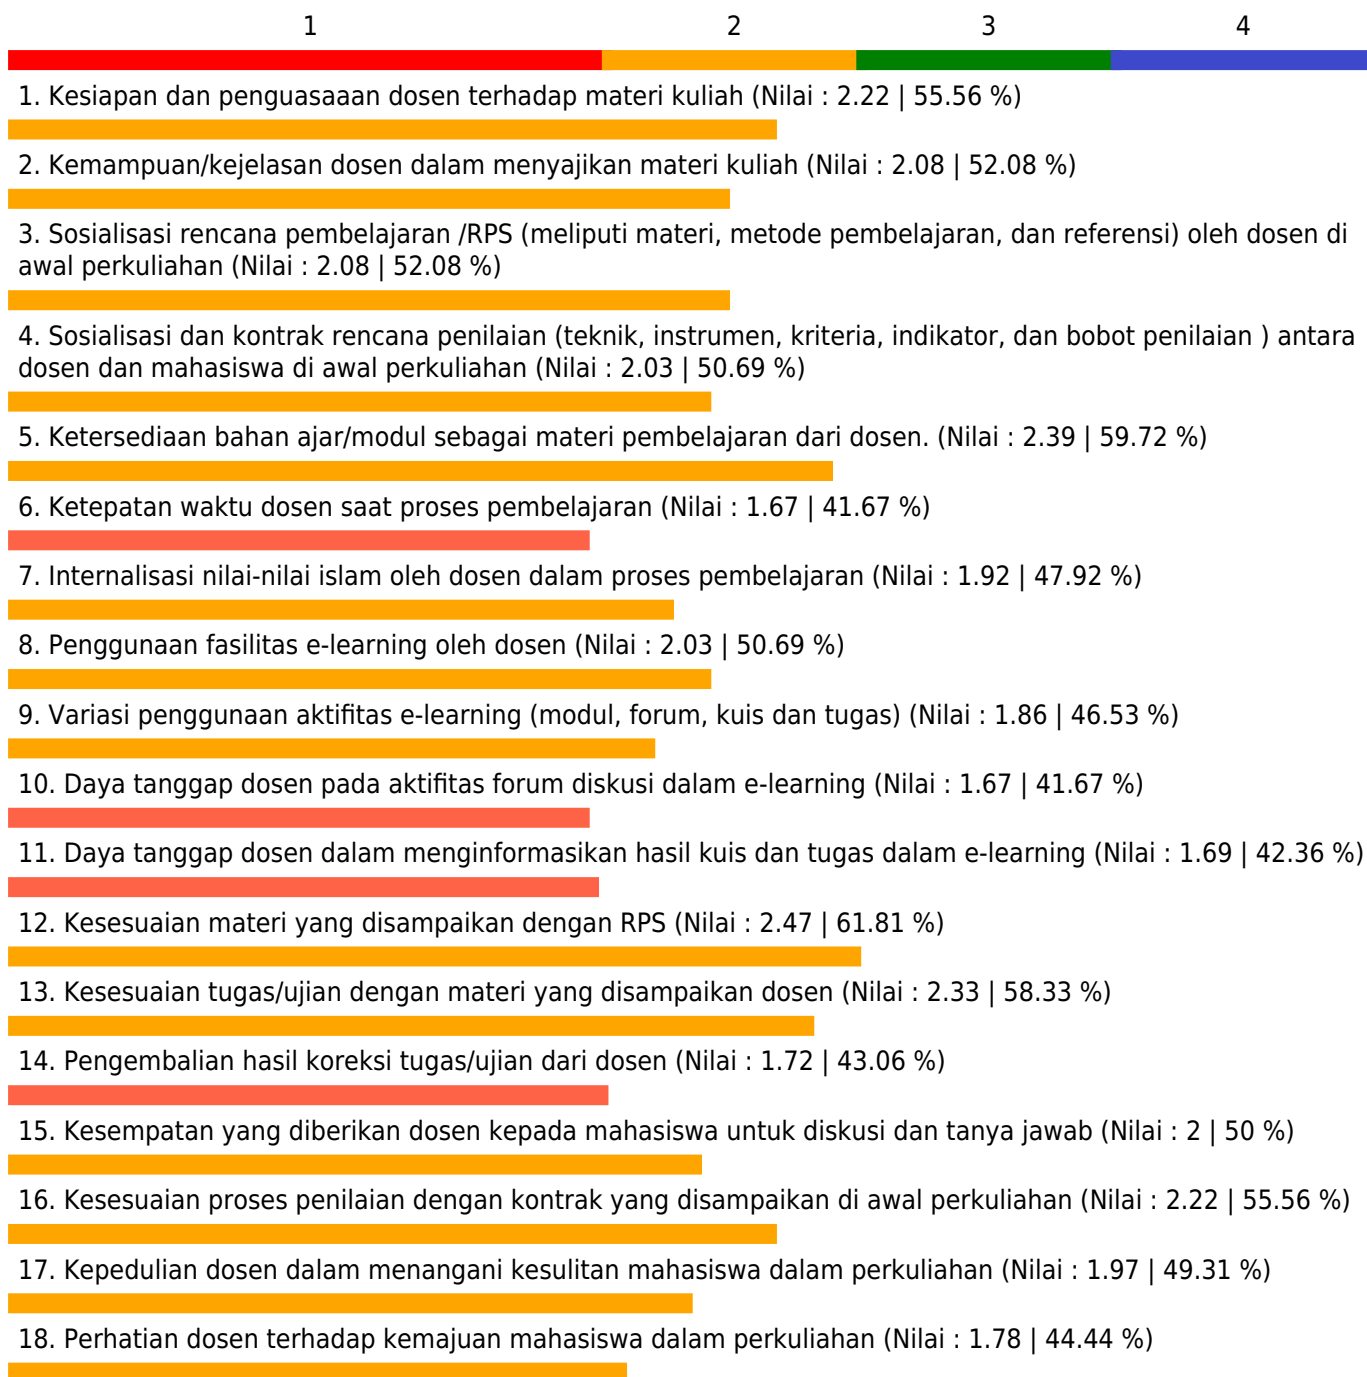 1 2 3 4
1. Kesiapan dan penguasaaan dosen terhadap materi kuliah (Nilai : 2.22 | 55.56 %)
2. Kemampuan/kejelasan dosen dalam menyajikan materi kuliah (Nilai : 2.08 | 52.08 %)
3. Sosialisasi rencana pembelajaran /RPS (meliputi materi, metode pembelajaran, dan referensi) oleh dosen di
awal perkuliahan (Nilai : 2.08 | 52.08 %)
4. Sosialisasi dan kontrak rencana penilaian (teknik, instrumen, kriteria, indikator, dan bobot penilaian ) antara
dosen dan mahasiswa di awal perkuliahan (Nilai : 2.03 | 50.69 %)
5. Ketersediaan bahan ajar/modul sebagai materi pembelajaran dari dosen. (Nilai : 2.39 | 59.72 %)
6. Ketepatan waktu dosen saat proses pembelajaran (Nilai : 1.67 | 41.67 %)
7. Internalisasi nilai-nilai islam oleh dosen dalam proses pembelajaran (Nilai : 1.92 | 47.92 %)
8. Penggunaan fasilitas e-learning oleh dosen (Nilai : 2.03 | 50.69 %)
9. Variasi penggunaan aktifitas e-learning (modul, forum, kuis dan tugas) (Nilai : 1.86 | 46.53 %)
10. Daya tanggap dosen pada aktifitas forum diskusi dalam e-learning (Nilai : 1.67 | 41.67 %)
11. Daya tanggap dosen dalam menginformasikan hasil kuis dan tugas dalam e-learning (Nilai : 1.69 | 42.36 %)
12. Kesesuaian materi yang disampaikan dengan RPS (Nilai : 2.47 | 61.81 %)
13. Kesesuaian tugas/ujian dengan materi yang disampaikan dosen (Nilai : 2.33 | 58.33 %)
14. Pengembalian hasil koreksi tugas/ujian dari dosen (Nilai : 1.72 | 43.06 %)
15. Kesempatan yang diberikan dosen kepada mahasiswa untuk diskusi dan tanya jawab (Nilai : 2 | 50 %)
16. Kesesuaian proses penilaian dengan kontrak yang disampaikan di awal perkuliahan (Nilai : 2.22 | 55.56 %)
17. Kepedulian dosen dalam menangani kesulitan mahasiswa dalam perkuliahan (Nilai : 1.97 | 49.31 %)
18. Perhatian dosen terhadap kemajuan mahasiswa dalam perkuliahan (Nilai : 1.78 | 44.44 %)